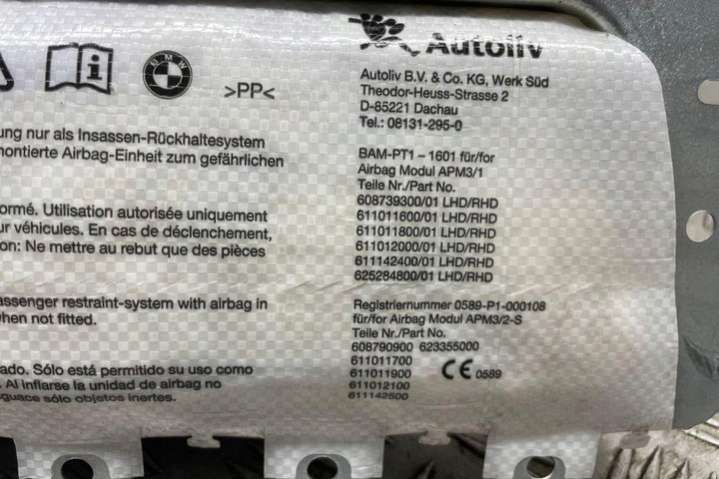 Autoliv
Autoliv B.V. & Co. KG, Werk Süd
Theodor-Heuss-Strasse 2
D-85221 Dachau
Tel.: 08131-295-0
BMW
>PP<
ung nur als Insassen-Rückhaltesystem
montierte Airbag-Einheit zum gefährlichen
ormé. Utilisation autorisée uniquement
ur véhicules. En cas de déclenchement,
on: Ne mettre au rebut que des pièces
assenger restraint-system with airbag in
when not fitted.
ado. Sólo está permitido su uso como
. Al inflarse la unidad de airbag no
guace sólo objetos inertes.
BAM-PT1 - 1601 für/for
Airbag Modul APM3/1
Teile Nr./Part No.
608739300/01 LHD/RHD
611011600/01 LHD/RHD
611011800/01 LHD/RHD
611012000/01 LHD/RHD
611142400/01 LHD/RHD
625284800/01 LHD/RHD
Registriernummer 0589-P1-000108
für/for Airbag Modul APM3/2-S
Teile Nr./Part No.
608790900 623355000
611011700
611011900 CE 0589
611012100
611142500